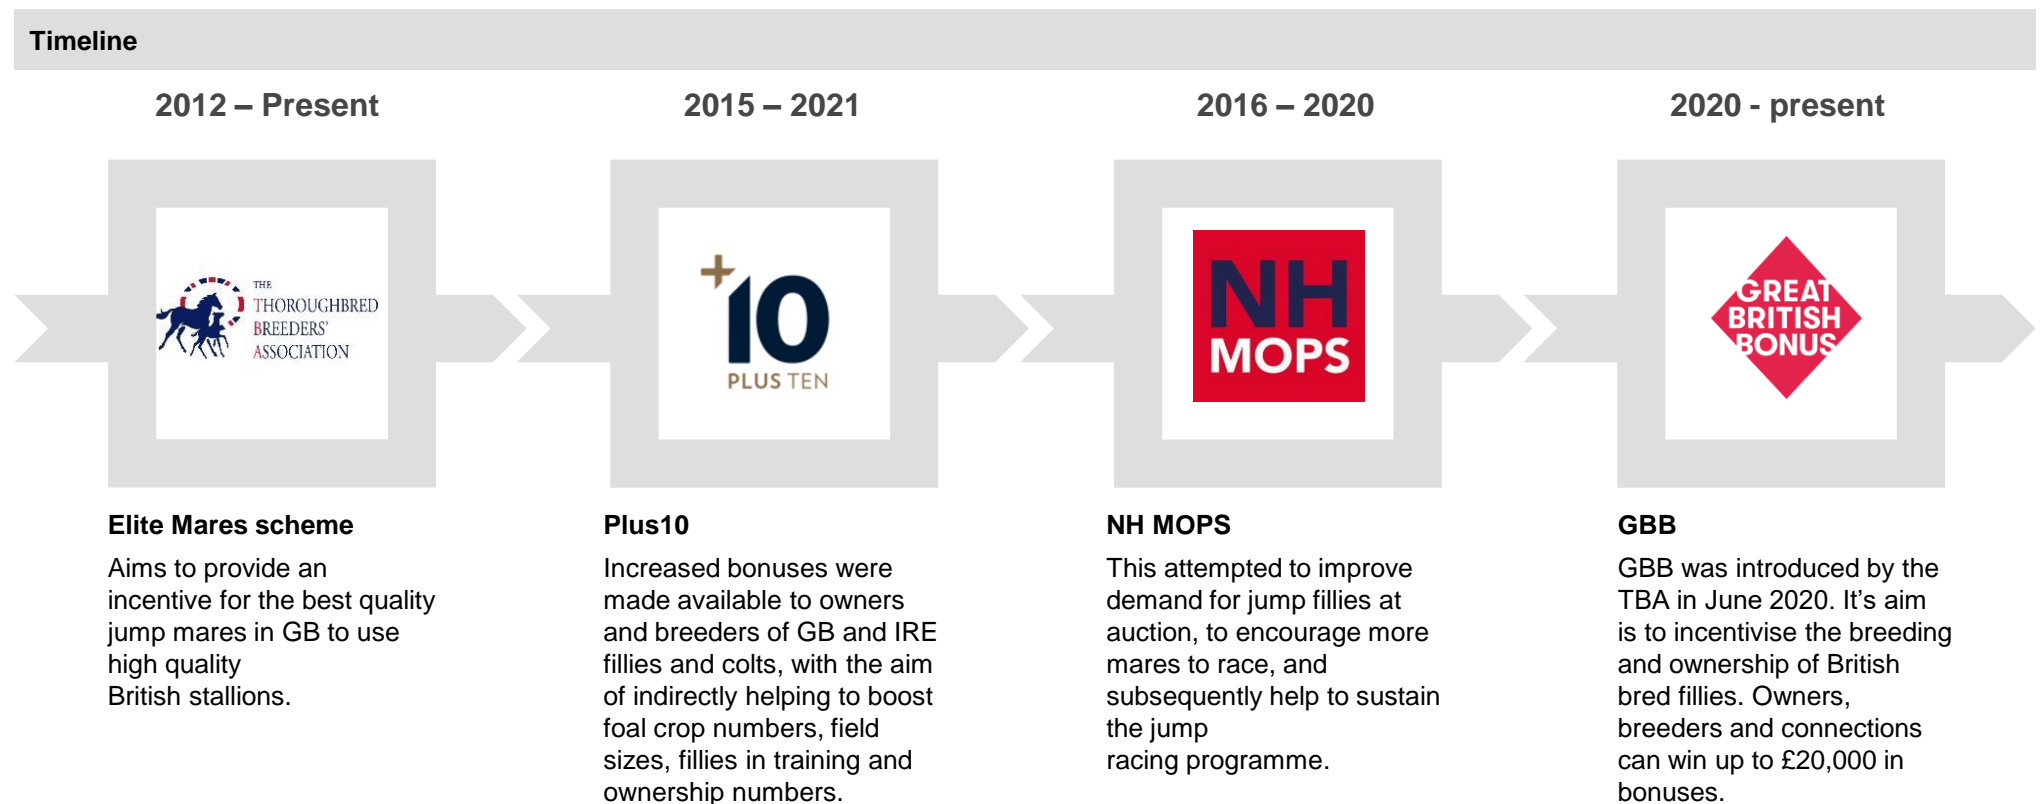 Timeline
2012 – Present
2015 – 2021
2016 – 2020
2020 - present
THE
THOROUGHBRED
BREEDERS'
ASSOCIATION
+10
PLUS TEN
NH
MOPS
GREAT
BRITISH
BONUS
Elite Mares scheme
Aims to provide an
incentive for the best quality
jump mares in GB to use
high quality
British stallions.
Plus10
Increased bonuses were
made available to owners
and breeders of GB and IRE
fillies and colts, with the aim
of indirectly helping to boost
foal crop numbers, field
sizes, fillies in training and
ownership numbers.
NH MOPS
This attempted to improve
demand for jump fillies at
auction, to encourage more
mares to race, and
subsequently help to sustain
the jump
racing programme.
GBB
GBB was introduced by the
TBA in June 2020. It’s aim
is to incentivise the breeding
and ownership of British
bred fillies. Owners,
breeders and connections
can win up to £20,000 in
bonuses.